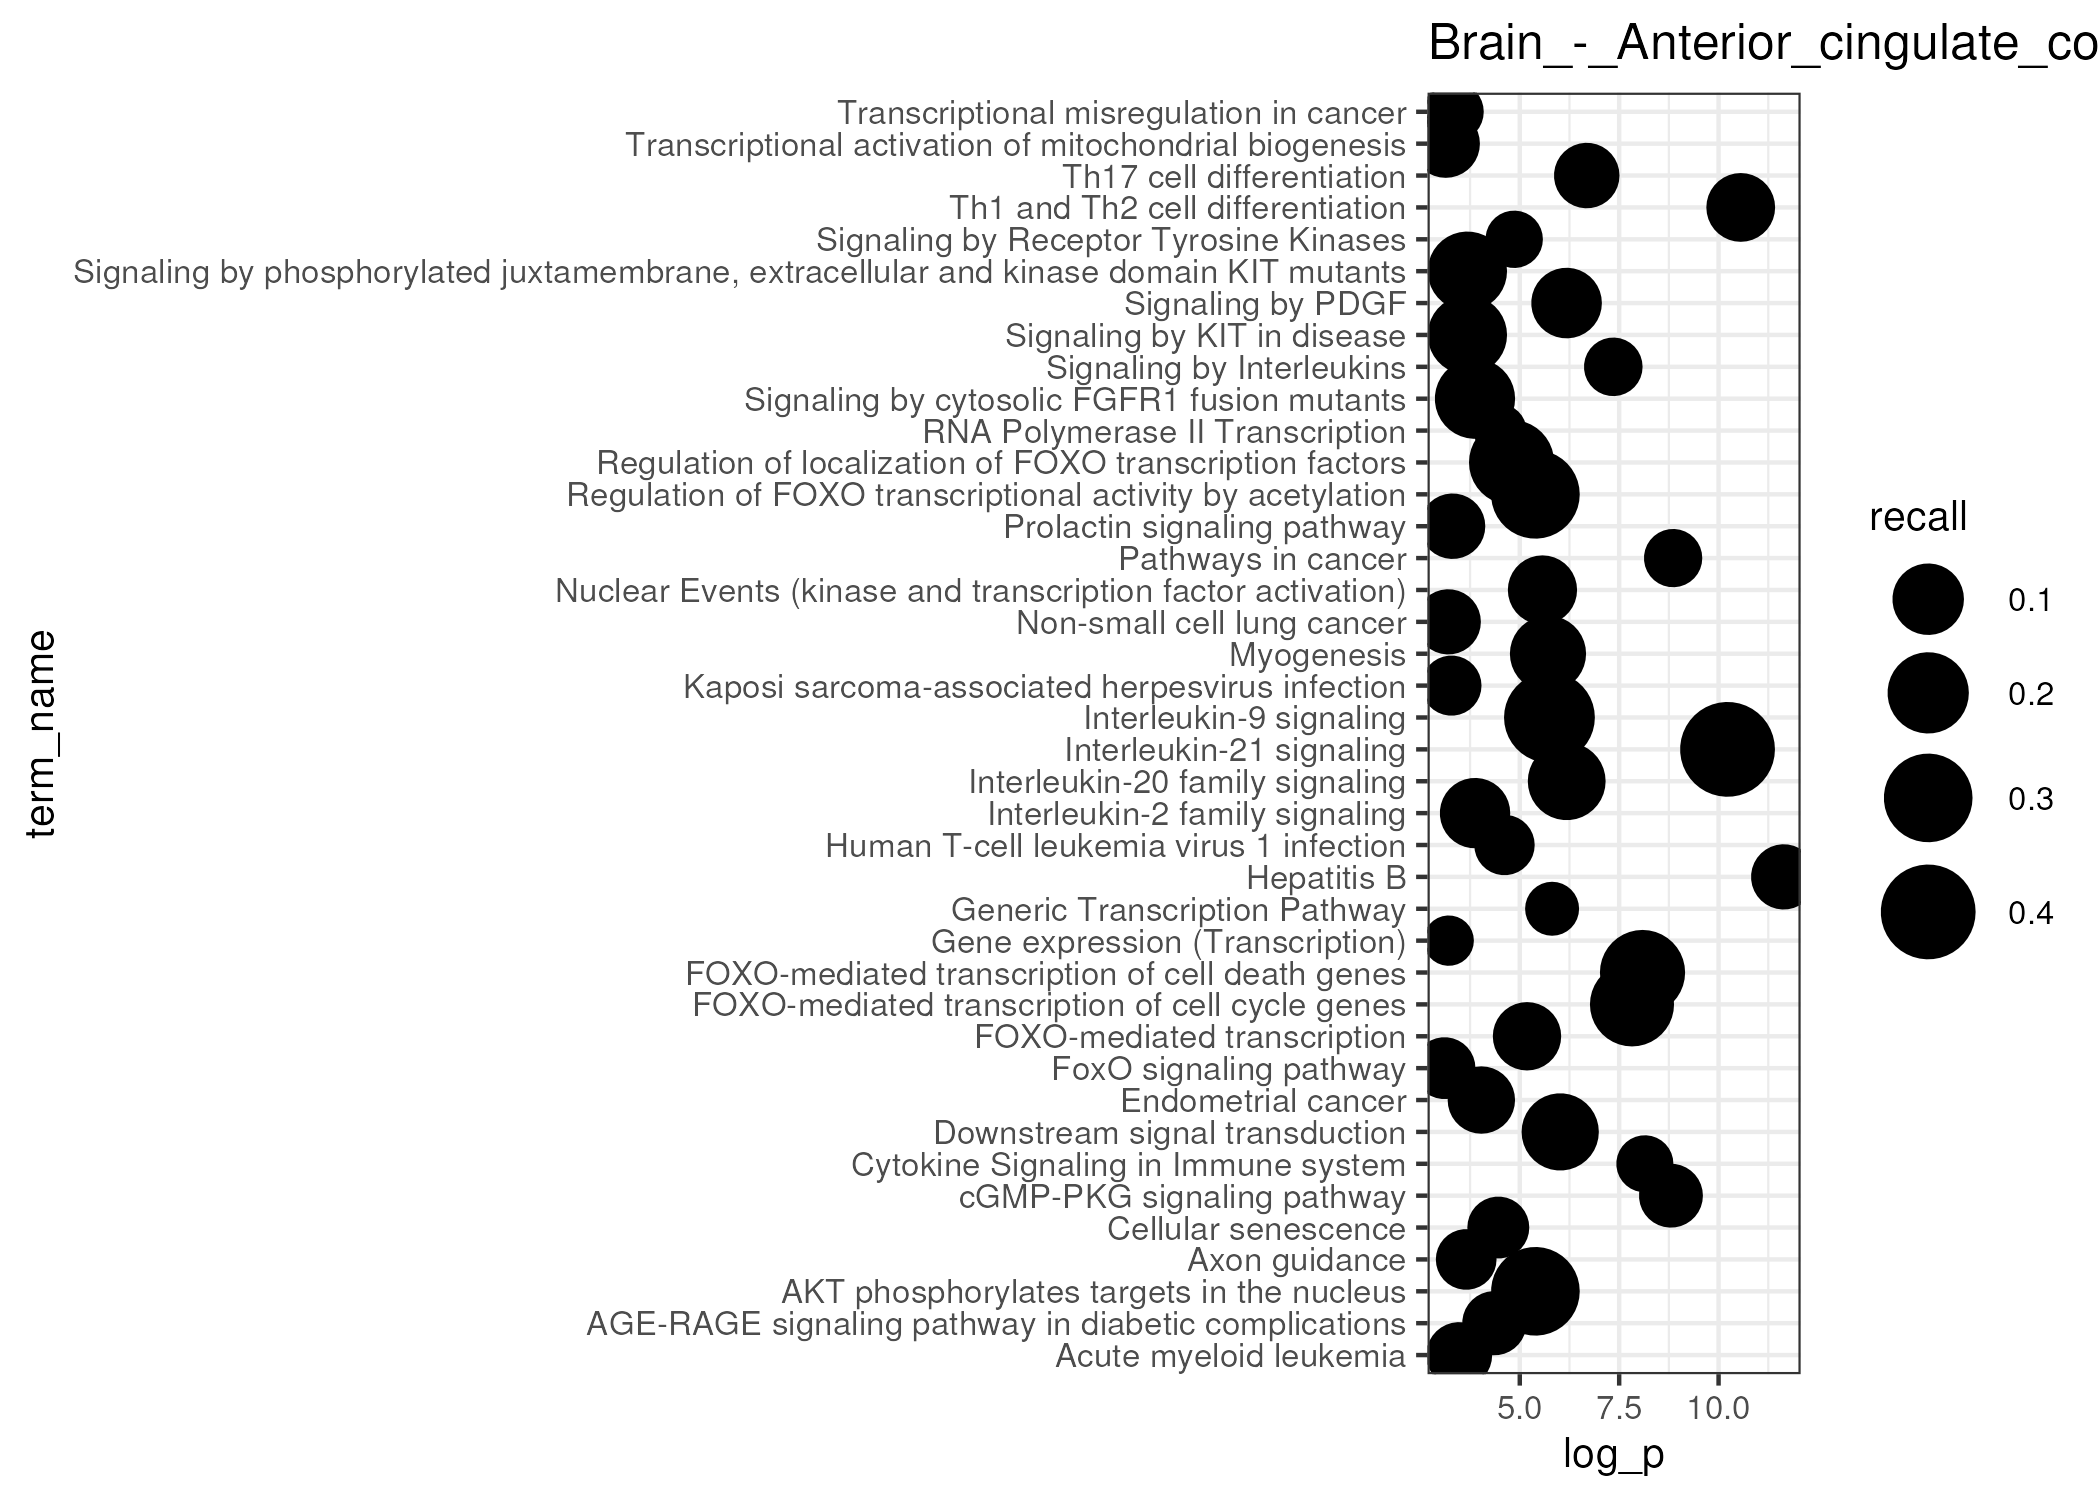 Brain_-_Anterior_cingulate_co
Transcriptional misregulation in cancer
Transcriptional activation of mitochondrial biogenesis
Th17 cell differentiation
Th1 and Th2 cell differentiation
Signaling by Receptor Tyrosine Kinases
Signaling by phosphorylated juxtamembrane, extracellular and kinase domain KIT mutants
Signaling by PDGF
Signaling by KIT in disease
Signaling by Interleukins
Signaling by cytosolic FGFR1 fusion mutants
RNA Polymerase II Transcription
Regulation of localization of FOXO transcription factors
Regulation of FOXO transcriptional activity by acetylation
Prolactin signaling pathway
Pathways in cancer
Nuclear Events (kinase and transcription factor activation)
Non-small cell lung cancer
Myogenesis
Kaposi sarcoma-associated herpesvirus infection
Interleukin-9 signaling
Interleukin-21 signaling
Interleukin-20 family signaling
Interleukin-2 family signaling
Human T-cell leukemia virus 1 infection
Hepatitis B
Generic Transcription Pathway
Gene expression (Transcription)
FOXO-mediated transcription of cell death genes
FOXO-mediated transcription of cell cycle genes
FOXO-mediated transcription
FoxO signaling pathway
Endometrial cancer
Downstream signal transduction
Cytokine Signaling in Immune system
cGMP-PKG signaling pathway
Cellular senescence
Axon guidance
AKT phosphorylates targets in the nucleus
AGE-RAGE signaling pathway in diabetic complications
Acute myeloid leukemia
term_name
5.0 7.5 10.0
log_p
recall
0.1
0.2
0.3
0.4